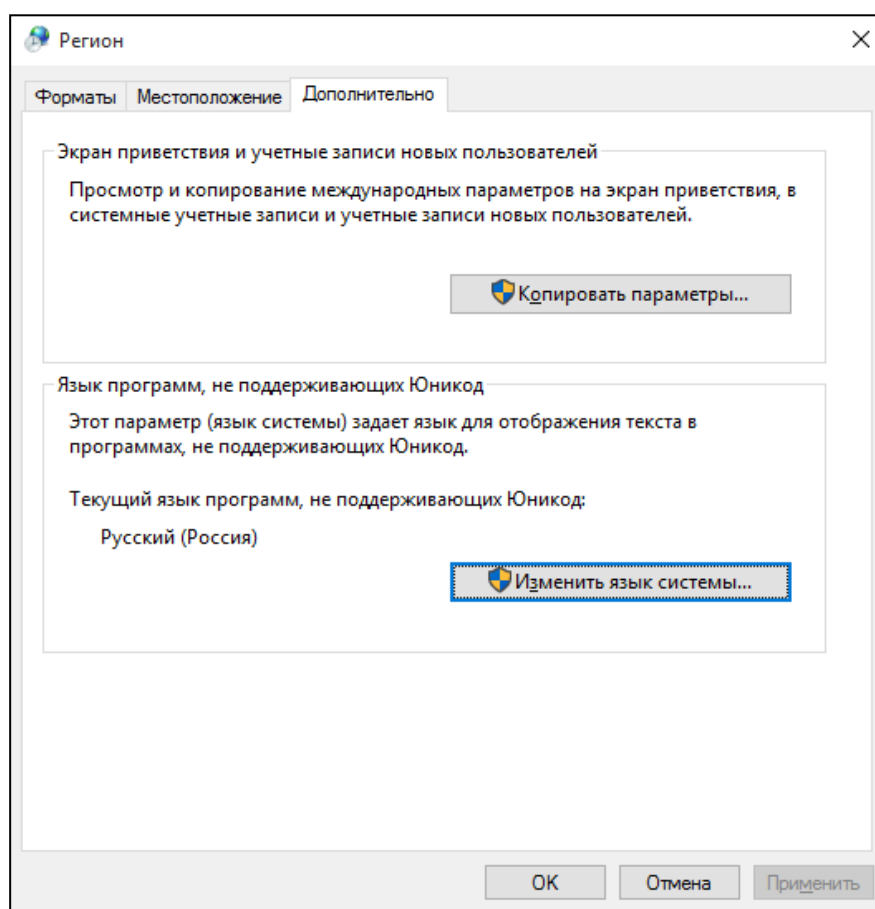 Регион
Форматы Местоположение Дополнительно
Экран приветствия и учетные записи новых пользователей
Просмотр и копирование международных параметров на экран приветствия, в
системные учетные записи и учетные записи новых пользователей.
Копировать параметры...
Язык программ, не поддерживающих Юникод
Этот параметр (язык системы) задает язык для отображения текста в
программах, не поддерживающих Юникод.
Текущий язык программ, не поддерживающих Юникод:
Русский (Россия)
Изменить язык системы...
ОК Отмена Применить